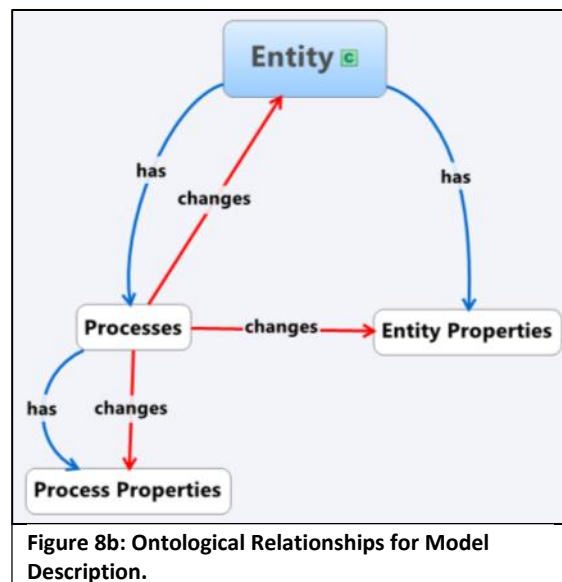 Entity C
has
has
changes
Processes
changes
Entity Properties
has
changes
Process Properties
Figure 8b: Ontological Relationships for Model
Description.